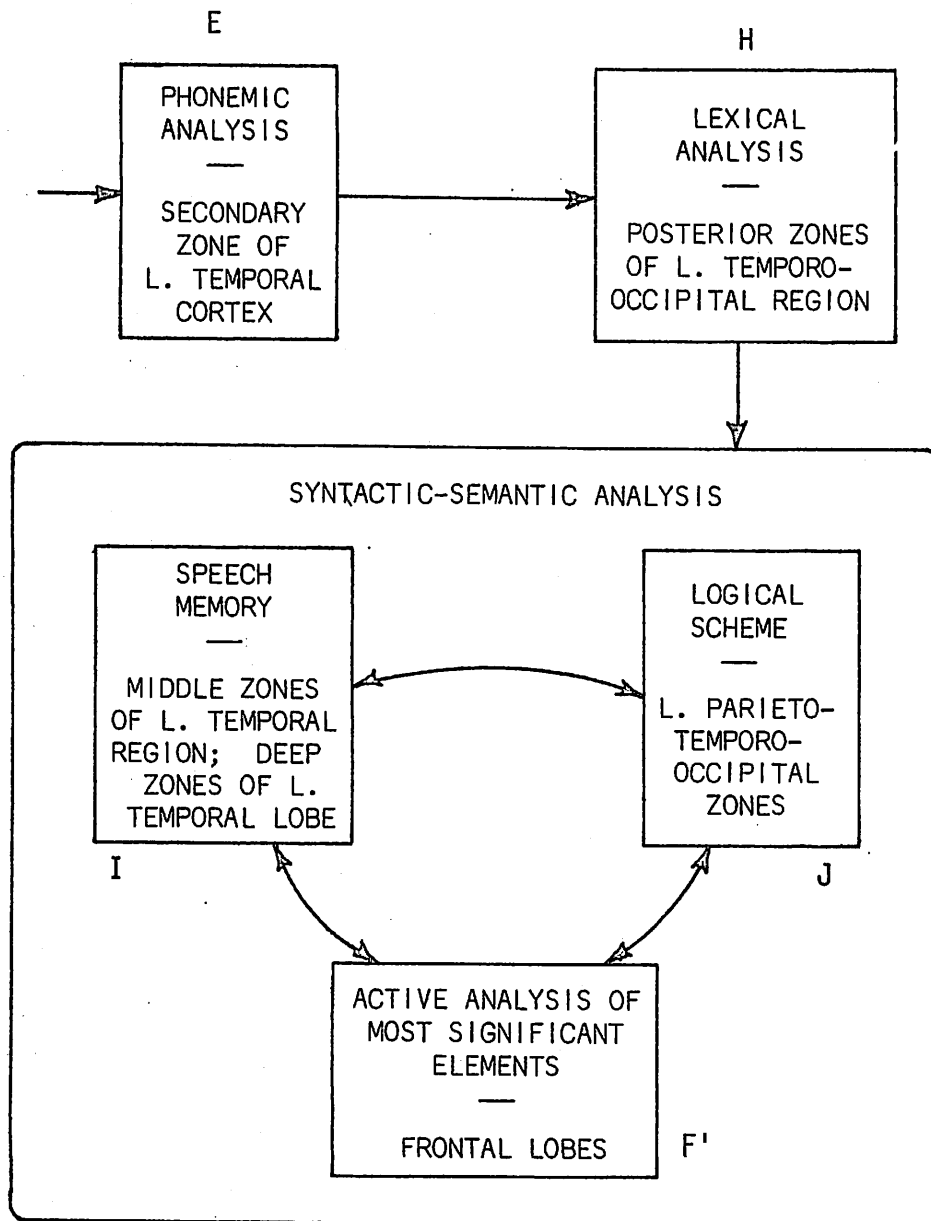 E
PHONEMIC
ANALYSIS
—
SECONDARY
ZONE OF
L. TEMPORAL
CORTEX
H
LEXICAL
ANALYSIS
—
POSTERIOR ZONES
OF L. TEMPORO-
OCCIPITAL REGION
SYNTACTIC-SEMANTIC ANALYSIS
SPEECH
MEMORY
—
MIDDLE ZONES
OF L. TEMPORAL
REGION; DEEP
ZONES OF L.
TEMPORAL LOBE
I
LOGICAL
SCHEME
—
L. PARIETO-
TEMPORO-
OCCIPITAL
ZONES
J
ACTIVE ANALYSIS OF
MOST SIGNIFICANT
ELEMENTS
—
FRONTAL LOBES
F'